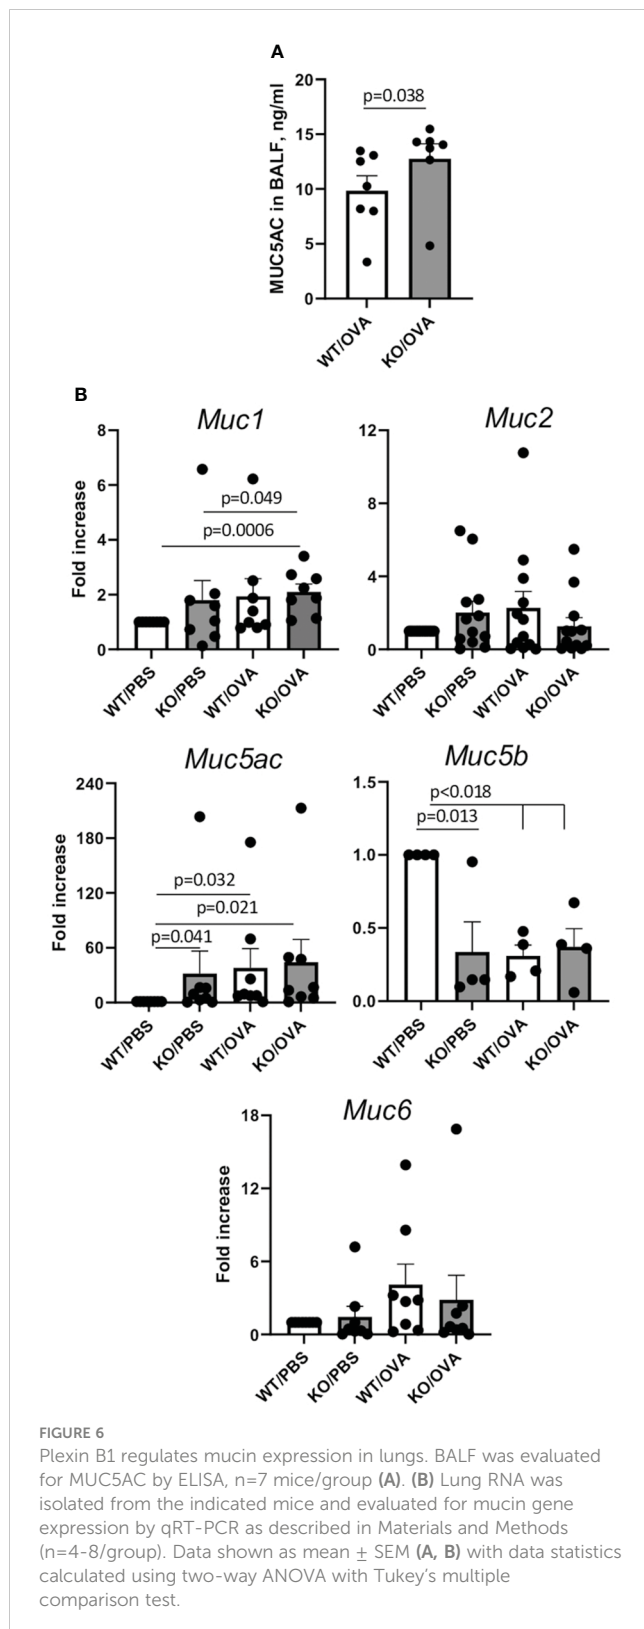 A
MUC5AC in BALF, ng/ml
20
15
10
5
0
p=0.038
WT/OVA
KO/OVA
B
Muc1
Fold increase
8
6
4
2
0
p=0.049
p=0.0006
WT/PBS
KO/PBS
WT/OVA
KO/OVA
Muc2
12
8
4
0
WT/PBS
KO/PBS
WT/OVA
KO/OVA
Muc5ac
Fold increase
240
180
120
60
0
p=0.032
p=0.021
p=0.041
WT/PBS
KO/PBS
WT/OVA
KO/OVA
Muc5b
1.5
1.0
0.5
0.0
p<0.018
p=0.013
WT/PBS
KO/PBS
WT/OVA
KO/OVA
Muc6
Fold increase
18
12
6
0
WT/PBS
KO/PBS
WT/OVA
KO/OVA
FIGURE 6
Plexin B1 regulates mucin expression in lungs. BALF was evaluated
for MUC5AC by ELISA, n=7 mice/group (A). (B) Lung RNA was
isolated from the indicated mice and evaluated for mucin gene
expression by qRT-PCR as described in Materials and Methods
(n=4-8/group). Data shown as mean ± SEM (A, B) with data statistics
calculated using two-way ANOVA with Tukey’s multiple
comparison test.